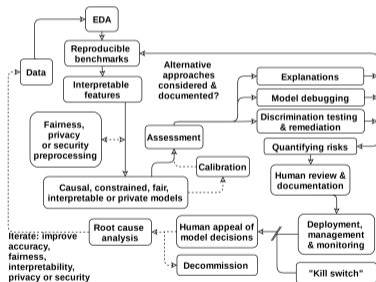 EDA
Reproducible
benchmarks
Data
Interpretable
features
Alternative
approaches
considered &
documented?
Explanations
Model debugging
Discrimination testing
& remediation
Fairness,
privacy
or security
preprocessing
Assessment
Quantifying risks
Calibration
Human review &
documentation
Causal, constrained, fair,
interpretable or private models
Root cause
analysis
Human appeal of
model decisions
Deployment,
management
& monitoring
Iterate: improve
accuracy,
fairness,
interpretability,
privacy or security
Decommission
"Kill switch"